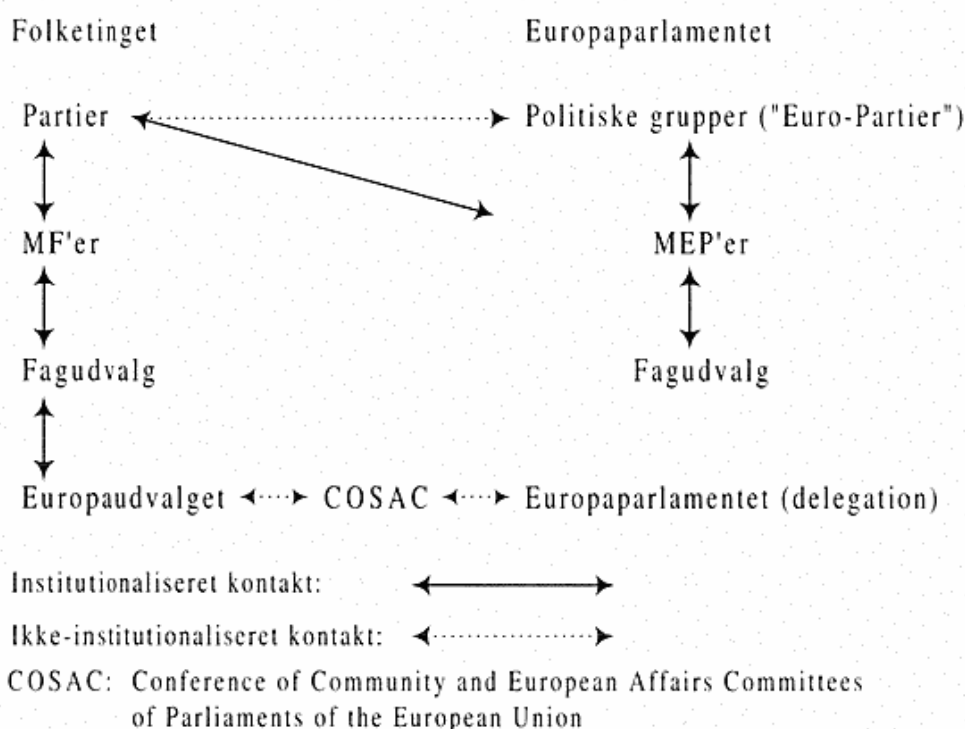 Folketinget Europaparlamentet
Partier Politiske grupper ("Euro-Partier")
MF'er MEP'er
Fagudvalg Fagudvalg
Europaudvalget COSAC Europaparlamentet (delegation)
Institutionaliseret kontakt:
Ikke-institutionaliseret kontakt:
COSAC: Conference of Community and European Affairs Committees
of Parliaments of the European Union